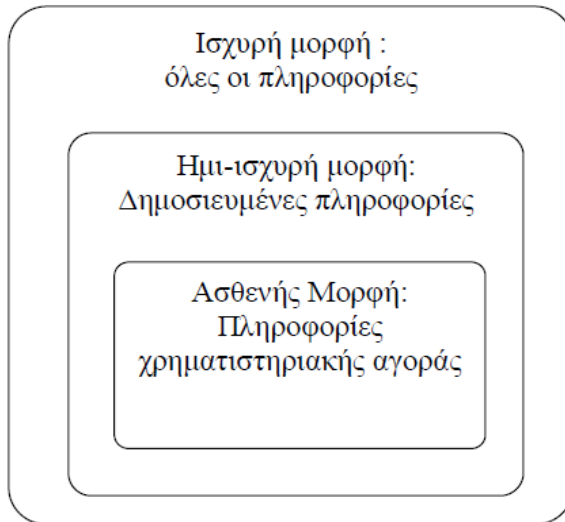 Ισχυρή μορφή :
όλες οι πληροφορίες
Ημι-ισχυρή μορφή:
Δημοσιευμένες πληροφορίες
Ασθενής Μορφή:
Πληροφορίες
χρηματιστηριακής αγοράς